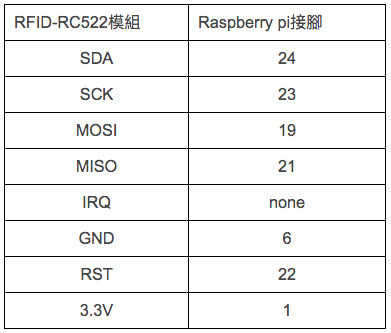 RFID-RC522模組 Raspberry pi接腳
SDA 24
SCK 23
MOSI 19
MISO 21
IRQ none
GND 6
RST 22
3.3V 1